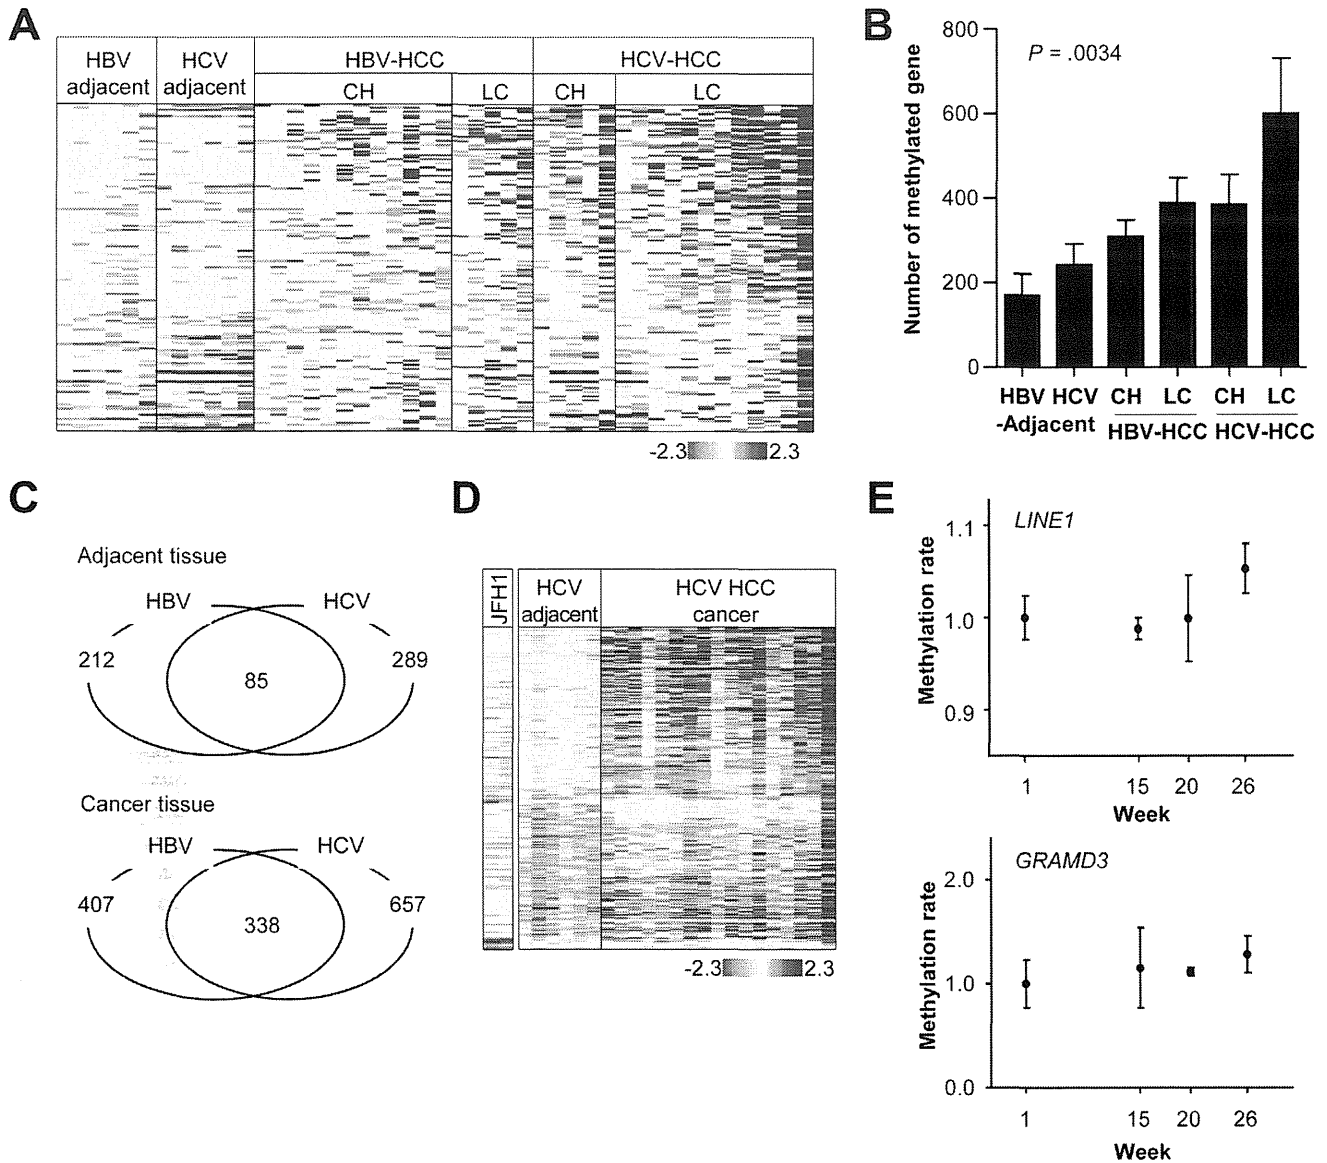 A
HBV adjacent
HCV adjacent
HBV-HCC
HCV-HCC
CH
LC
CH
LC
-2.3
2.3
B
P = .0034
Number of methylated gene
800
600
400
200
0
HBV HCV CH LC CH LC
-Adjacent HBV-HCC HCV-HCC
C
Adjacent tissue
HBV
HCV
212
85
289
Cancer tissue
HBV
HCV
407
338
657
D
JFH1
HCV adjacent
HCV HCC cancer
-2.3
2.3
E
LINE1
Methylation rate
1.1
1.0
0.9
1 15 20 26
Week
GRAMD3
Methylation rate
2.0
1.0
0.0
1 15 20 26
Week